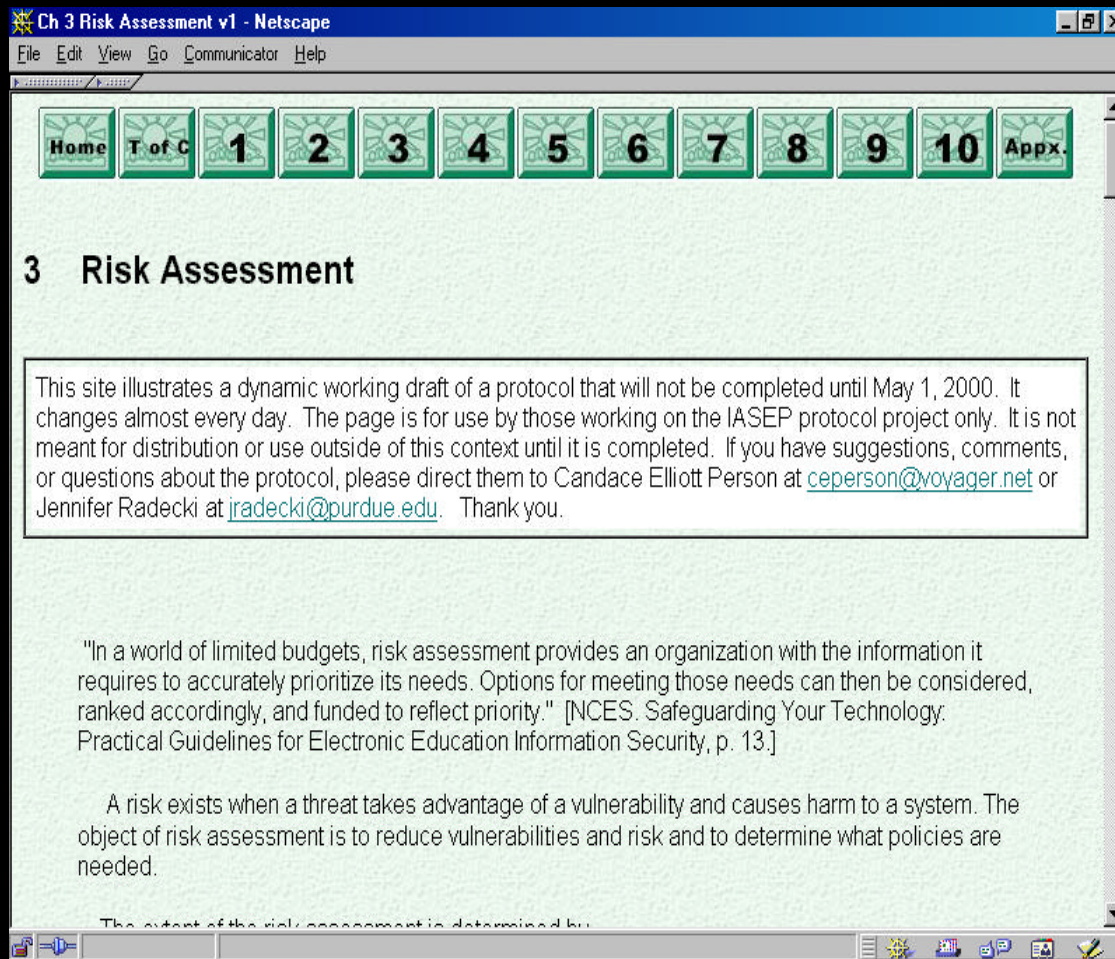 Ch 3 Risk Assessment v1 - Netscape
File Edit View Go Communicator Help
Home T of C 1 2 3 4 5 6 7 8 9 10 Appx.
3 Risk Assessment
This site illustrates a dynamic working draft of a protocol that will not be completed until May 1, 2000. It
changes almost every day. The page is for use by those working on the IASEP protocol project only. It is not
meant for distribution or use outside of this context until it is completed. If you have suggestions, comments,
or questions about the protocol, please direct them to Candace Elliott Person at ceperson@voyager.net or
Jennifer Radecki at jradecki@purdue.edu. Thank you.
"In a world of limited budgets, risk assessment provides an organization with the information it
requires to accurately prioritize its needs. Options for meeting those needs can then be considered,
ranked accordingly, and funded to reflect priority." [NCES. Safeguarding Your Technology:
Practical Guidelines for Electronic Education Information Security, p. 13.]
A risk exists when a threat takes advantage of a vulnerability and causes harm to a system. The
object of risk assessment is to reduce vulnerabilities and risk and to determine what policies are
needed.
The extent of the risk assessment is determined by